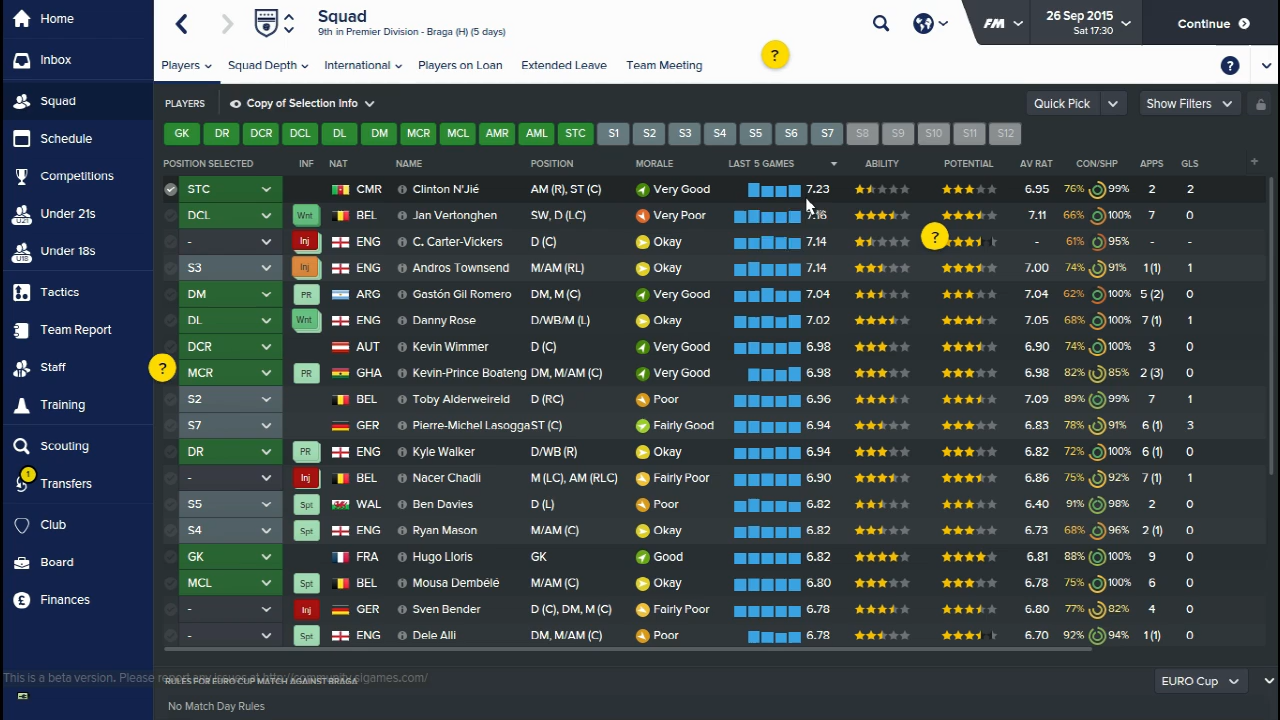 Home
Inbox
Squad
Schedule
Competitions
U21 Under 21s
U18 Under 18s
Tactics
Team Report
Staff
Training
Scouting
1 Transfers
Club
Board
Finances
Squad
9th in Premier Division - Braga (H) (5 days)
FM
26 Sep 2015
Sat 17:30
Continue
Players Squad Depth International Players on Loan Extended Leave Team Meeting ? ?
PLAYERS Copy of Selection Info Quick Pick Show Filters
GK DR DCR DCL DL DM MCR MCL AMR AML STC S1 S2 S3 S4 S5 S6 S7 S8 S9 S10 S11 S12
POSITION SELECTED INF NAT NAME POSITION MORALE LAST 5 GAMES ABILITY POTENTIAL AV RAT CON/SHP APPS GLS +
STC CMR Clinton N'Jié AM (R), ST (C) Very Good 7.23 6.95 76% 99% 2 2
DCL Wnt BEL Jan Vertonghen SW, D (LC) Very Poor 7.16 7.11 66% 100% 7 0
- Inj ENG C. Carter-Vickers D (C) Okay 7.14 ? - 61% 95% - -
S3 Inj ENG Andros Townsend M/AM (RL) Okay 7.14 7.00 74% 91% 1 (1) 1
DM PR ARG Gastón Gil Romero DM, M (C) Very Good 7.04 7.04 62% 100% 5 (2) 0
DL Wnt ENG Danny Rose D/WB/M (L) Okay 7.02 7.05 68% 100% 7 (1) 0
DCR AUT Kevin Wimmer D (C) Very Good 6.98 6.90 74% 100% 3 0
? MCR PR GHA Kevin-Prince Boateng DM, M/AM (C) Very Good 6.98 6.98 82% 85% 2 (3) 0
S2 BEL Toby Alderweireld D (RC) Poor 6.96 7.09 89% 99% 7 1
S7 GER Pierre-Michel Lasogga ST (C) Fairly Good 6.94 6.83 78% 91% 6 (1) 3
DR PR ENG Kyle Walker D/WB (R) Okay 6.94 6.82 72% 100% 6 (1) 0
- Inj BEL Nacer Chadli M (LC), AM (RLC) Fairly Poor 6.90 6.86 75% 92% 7 (1) 1
S5 Spt WAL Ben Davies D (L) Poor 6.82 6.40 91% 98% 2 0
S4 Spt ENG Ryan Mason M/AM (C) Okay 6.82 6.73 68% 96% 2 (1) 0
GK FRA Hugo Lloris GK Good 6.82 6.81 88% 100% 9 0
MCL Spt BEL Mousa Dembélé M/AM (C) Okay 6.80 6.78 75% 100% 6 0
- Inj GER Sven Bender D (C), DM, M (C) Fairly Poor 6.78 6.80 77% 82% 4 0
- Spt ENG Dele Alli DM, M/AM (C) Poor 6.78 6.70 92% 94% 1 (1) 0
This is a beta version. Please report any issues at http://community.sigames.com/
RULES FOR EURO CUP MATCH AGAINST BRAGA EURO Cup
No Match Day Rules